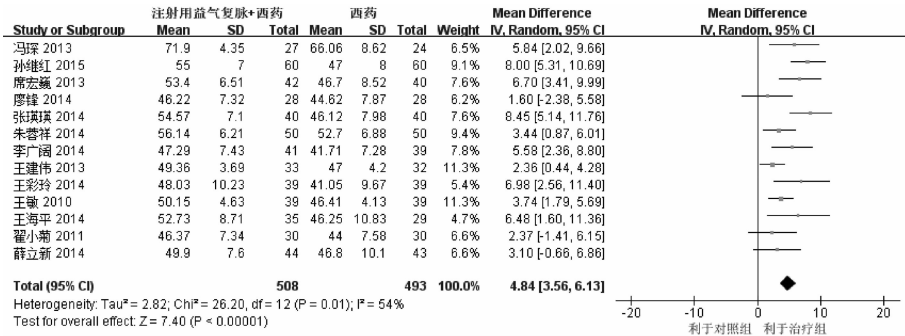 注射用益气复脉+西药 西药 Mean Difference Mean Difference
Study or Subgroup Mean SD Total Mean SD Total Weight IV, Random, 95% CI IV, Random, 95% CI
冯琛 2013 71.9 4.35 27 66.06 8.62 24 6.5% 5.84 [2.02, 9.66]
孙继红 2015 55 7 60 47 8 60 9.1% 8.00 [5.31, 10.69]
席宏巍 2013 53.4 6.51 42 46.7 8.52 40 7.6% 6.70 [3.41, 9.99]
廖锋 2014 46.22 7.32 28 44.62 7.87 28 6.2% 1.60 [-2.38, 5.58]
张瑛瑛 2014 54.57 7.1 40 46.12 7.98 40 7.5% 8.45 [5.14, 11.76]
朱蓉祥 2014 56.14 6.21 50 52.7 6.88 50 9.4% 3.44 [0.87, 6.01]
李广阔 2014 47.29 7.43 41 41.71 7.28 39 7.7% 5.58 [2.36, 8.80]
王建伟 2013 49.36 3.69 33 47 4.2 32 11.3% 2.36 [0.44, 4.28]
王彩玲 2014 48.03 10.23 39 41.05 9.67 39 5.4% 6.98 [2.56, 11.40]
王敏 2010 50.15 4.63 39 46.41 4.13 39 11.2% 3.74 [1.79, 5.69]
王海平 2014 52.73 8.71 35 46.25 10.83 29 4.7% 6.48 [1.60, 11.36]
翟小菊 2011 46.37 7.34 30 44 7.58 30 6.6% 2.37 [-1.41, 6.15]
薛立新 2014 49.9 7.6 44 46.8 10.1 43 6.6% 3.10 [-0.66, 6.86]
Total (95% CI) 508 493 100.0% 4.84 [3.56, 6.13]
Heterogeneity: Tau² = 2.82; Chi² = 26.20, df = 12 (P = 0.01); I² = 54%
Test for overall effect: Z = 7.40 (P < 0.00001)
-20 -10 0 10 20
利于对照组 利于治疗组